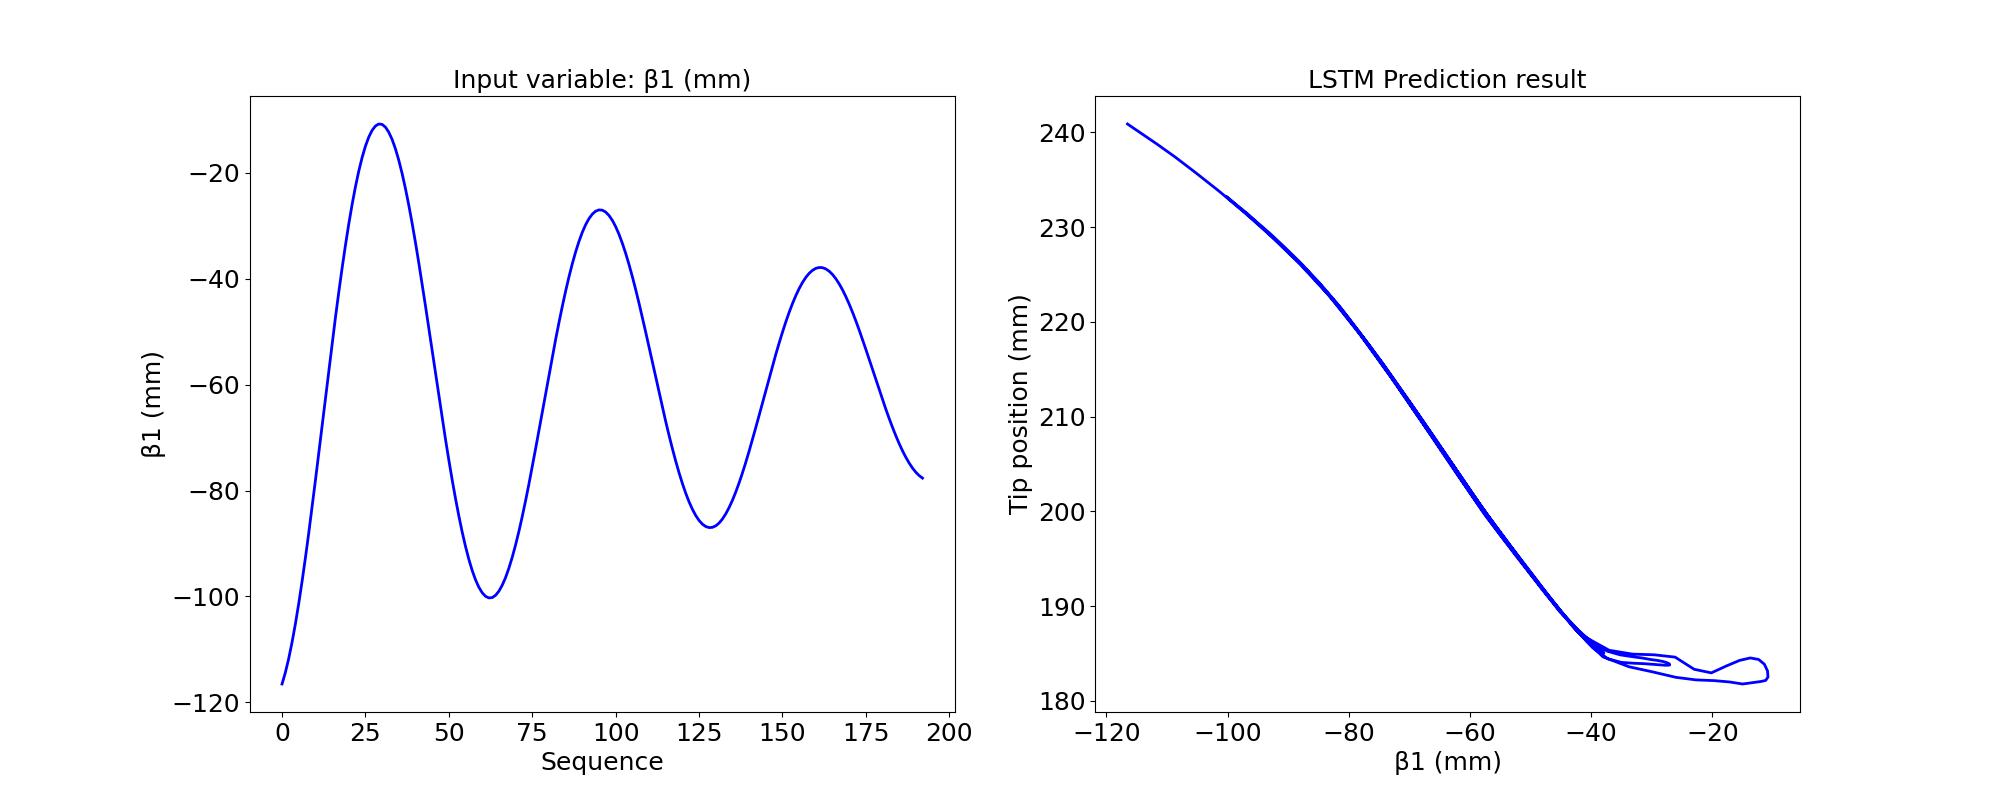 Input variable: β1 (mm)
β1 (mm)
−20
−40
−60
−80
−100
−120
0 25 50 75 100 125 150 175 200
Sequence
LSTM Prediction result
Tip position (mm)
240
230
220
210
200
190
180
−120 −100 −80 −60 −40 −20
β1 (mm)